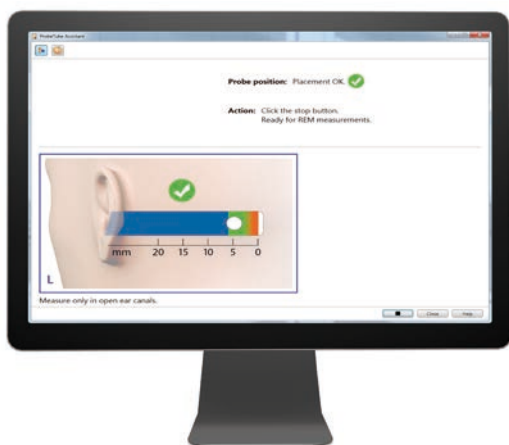 ProbeTube Assistant
Probe position: Placement OK.
Action: Click the stop button.
Ready for REM measurements.
mm 20 15 10 5 0
L
Measure only in open ear canals.
Close
Help